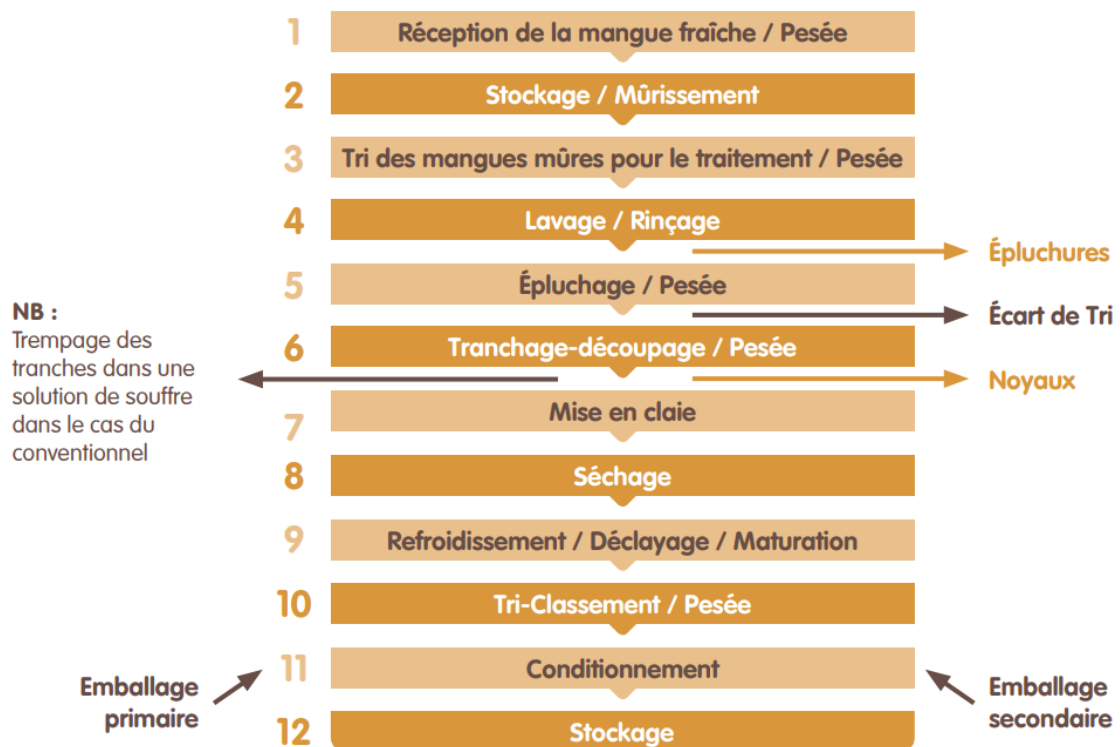 1 Réception de la mangue fraîche / Pesée
2 Stockage / Mûrissement
3 Tri des mangues mûres pour le traitement / Pesée
4 Lavage / Rinçage
Épluchures
5 Épluchage / Pesée
Écart de Tri
6 Tranchage-découpage / Pesée
NB :
Trempage des
tranches dans une
solution de souffre
dans le cas du
conventionnel
Noyaux
7 Mise en claie
8 Séchage
9 Refroidissement / Déclayage / Maturation
10 Tri-Classement / Pesée
11 Conditionnement
Emballage
primaire
Emballage
secondaire
12 Stockage